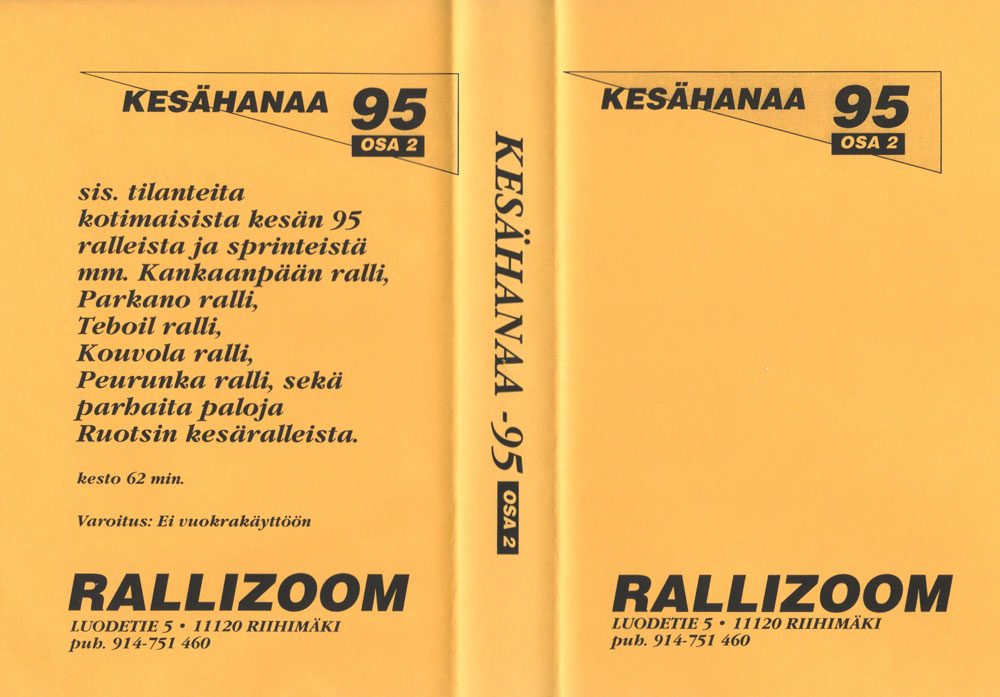 KESÄHANAA 95
OSA 2
sis. tilanteita
kotimaisista kesän 95
ralleista ja sprinteistä
mm. Kankaanpään ralli,
Parkano ralli,
Teboil ralli,
Kouvola ralli,
Peurunka ralli, sekä
parhaita paloja
Ruotsin kesäralleista.
kesto 62 min.
Varoitus: Ei vuokrakäyttöön
RALLIZOOM
LUODETIE 5 • 11120 RIIHIMÄKI
puh. 914-751 460
KESÄHANAA -95 OSA 2
KESÄHANAA 95
OSA 2
RALLIZOOM
LUODETIE 5 • 11120 RIIHIMÄKI
puh. 914-751 460